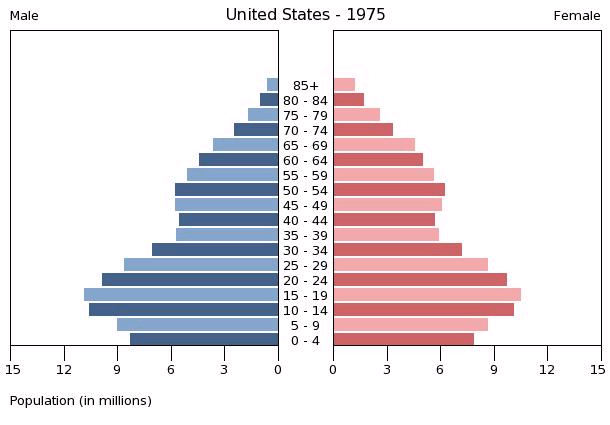 Male United States - 1975 Female
85+
80 - 84
75 - 79
70 - 74
65 - 69
60 - 64
55 - 59
50 - 54
45 - 49
40 - 44
35 - 39
30 - 34
25 - 29
20 - 24
15 - 19
10 - 14
5 - 9
0 - 4
15 12 9 6 3 0 0 3 6 9 12 15
Population (in millions)